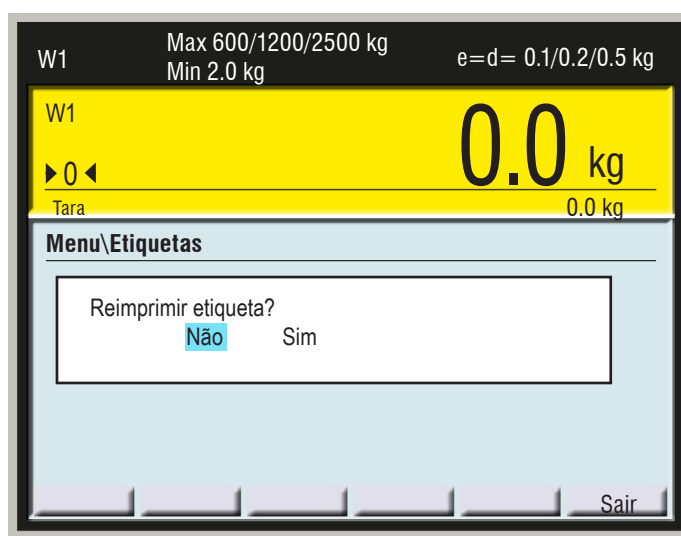 W1
Max 600/1200/2500 kg
Min 2.0 kg
e=d= 0.1/0.2/0.5 kg
W1
0.0 kg
0
Tara
0.0 kg
Menu\Etiquetas
Reimprimir etiqueta?
Não Sim
Sair